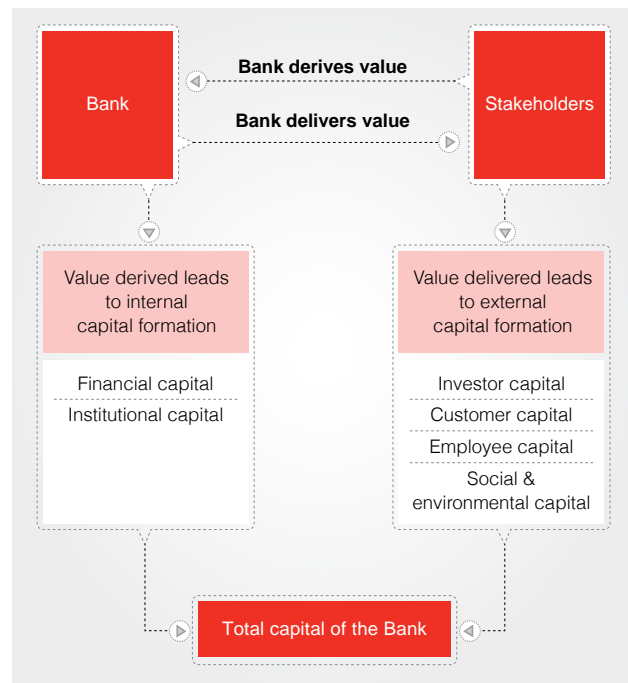 Bank derives value
Bank
Stakeholders
Bank delivers value
Value derived leads
to internal
capital formation
Financial capital
Institutional capital
Value delivered leads
to external
capital formation
Investor capital
Customer capital
Employee capital
Social &
environmental capital
Total capital of the Bank